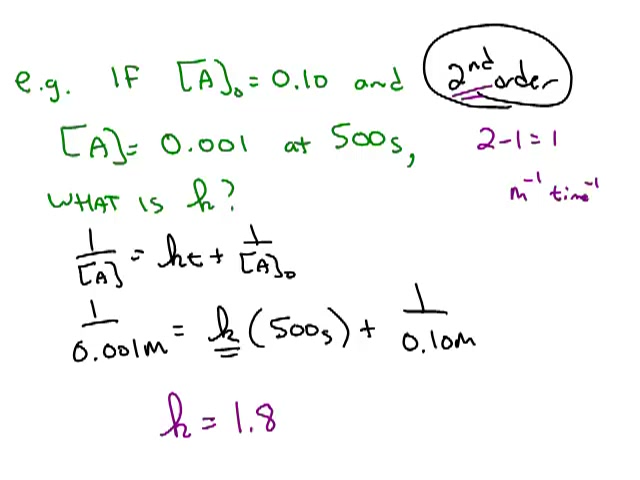 e.g. IF [A]₀ = 0.10 and 2nd order
[A] = 0.001 at 500s,
2-1=1
WHAT IS k?
m⁻¹ time⁻¹
1/[A] = kt + 1/[A]₀
1/0.001M = k (500s) + 1/0.10M
k = 1.8